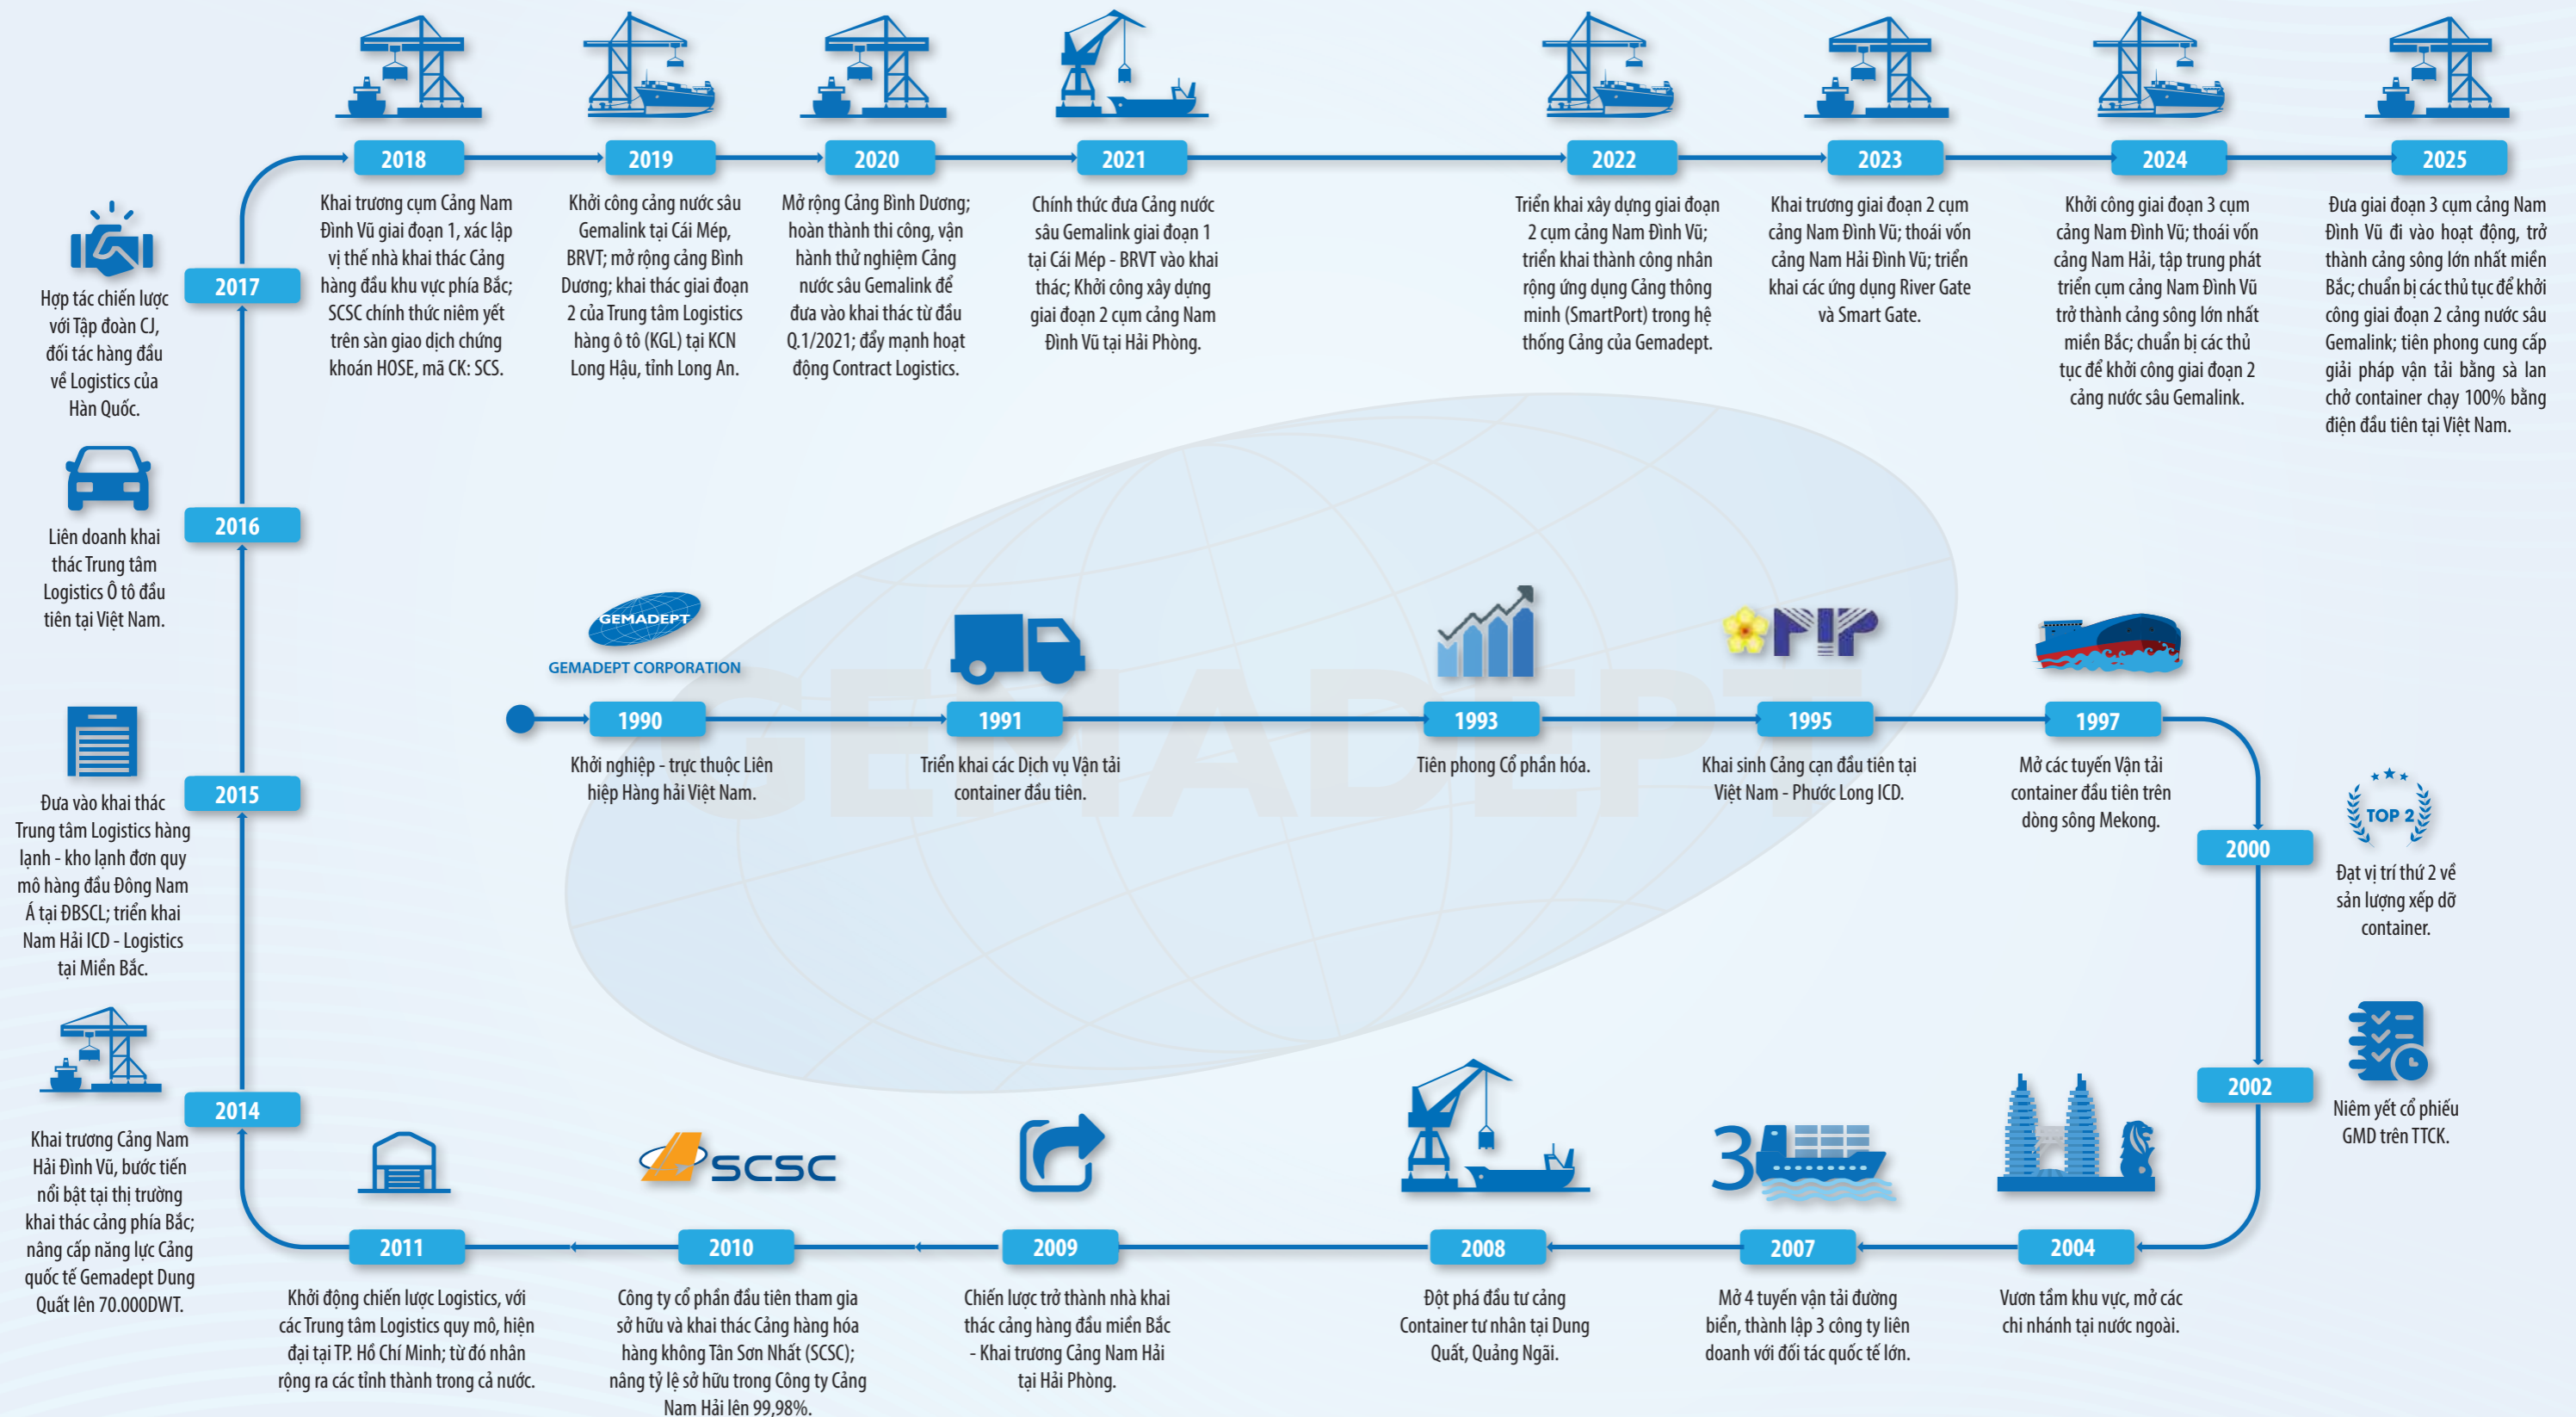 GEMADEPT
GEMADEPT CORPORATION
1990
Khởi nghiệp - trực thuộc Liên
hiệp Hàng hải Việt Nam.
1991
Triển khai các Dịch vụ Vận tải
container đầu tiên.
1993
Tiên phong Cổ phần hóa.
PIP
1995
Khai sinh Cảng cạn đầu tiên tại
Việt Nam - Phước Long ICD.
1997
Mở các tuyến Vận tải
container đầu tiên trên
dòng sông Mekong.
2000
TOP 2
Đạt vị trí thứ 2 về
sản lượng xếp dỡ
container.
2002
Niêm yết cổ phiếu
GMD trên TTCK.
2004
Vươn tầm khu vực, mở các
chi nhánh tại nước ngoài.
3
2007
Mở 4 tuyến vận tải đường
biển, thành lập 3 công ty liên
doanh với đối tác quốc tế lớn.
2008
Đột phá đầu tư cảng
Container tư nhân tại Dung
Quất, Quảng Ngãi.
2009
Chiến lược trở thành nhà khai
thác cảng hàng đầu miền Bắc
- Khai trương Cảng Nam Hải
tại Hải Phòng.
SCSC
2010
Công ty cổ phần đầu tiên tham gia
sở hữu và khai thác Cảng hàng hóa
hàng không Tân Sơn Nhất (SCSC);
nâng tỷ lệ sở hữu trong Công ty Cảng
Nam Hải lên 99,98%.
2011
Khởi động chiến lược Logistics, với
các Trung tâm Logistics quy mô, hiện
đại tại TP. Hồ Chí Minh; từ đó nhân
rộng ra các tỉnh thành trong cả nước.
2014
Khai trương Cảng Nam
Hải Đình Vũ, bước tiến
nổi bật tại thị trường
khai thác cảng phía Bắc;
nâng cấp năng lực Cảng
quốc tế Gemadept Dung
Quất lên 70.000DWT.
2015
Đưa vào khai thác
Trung tâm Logistics hàng
lạnh - kho lạnh đơn quy
mô hàng đầu Đông Nam
Á tại ĐBSCL; triển khai
Nam Hải ICD - Logistics
tại Miền Bắc.
2016
Liên doanh khai
thác Trung tâm
Logistics Ô tô đầu
tiên tại Việt Nam.
2017
Hợp tác chiến lược
với Tập đoàn CJ,
đối tác hàng đầu
về Logistics của
Hàn Quốc.
2018
Khai trương cụm Cảng Nam
Đình Vũ giai đoạn 1, xác lập
vị thế nhà khai thác Cảng
hàng đầu khu vực phía Bắc;
SCSC chính thức niêm yết
trên sàn giao dịch chứng
khoán HOSE, mã CK: SCS.
2019
Khởi công cảng nước sâu
Gemalink tại Cái Mép,
BRVT; mở rộng cảng Bình
Dương; khai thác giai đoạn
2 của Trung tâm Logistics
hàng ô tô (KGL) tại KCN
Long Hậu, tỉnh Long An.
2020
Mở rộng Cảng Bình Dương;
hoàn thành thi công, vận
hành thử nghiệm Cảng
nước sâu Gemalink để
đưa vào khai thác từ đầu
Q.1/2021; đẩy mạnh hoạt
động Contract Logistics.
2021
Chính thức đưa Cảng nước
sâu Gemalink giai đoạn 1
tại Cái Mép - BRVT vào khai
thác; Khởi công xây dựng
giai đoạn 2 cụm cảng Nam
Đình Vũ tại Hải Phòng.
2022
Triển khai xây dựng giai đoạn
2 cụm cảng Nam Đình Vũ;
triển khai thành công nhân
rộng ứng dụng Cảng thông
minh (SmartPort) trong hệ
thống Cảng của Gemadept.
2023
Khai trương giai đoạn 2 cụm
cảng Nam Đình Vũ; thoái vốn
cảng Nam Hải Đình Vũ; triển
khai các ứng dụng River Gate
và Smart Gate.
2024
Khởi công giai đoạn 3 cụm
cảng Nam Đình Vũ; thoái vốn
cảng Nam Hải, tập trung phát
triển cụm cảng Nam Đình Vũ
trở thành cảng sông lớn nhất
miền Bắc; chuẩn bị các thủ
tục để khởi công giai đoạn 2
cảng nước sâu Gemalink.
2025
Đưa giai đoạn 3 cụm cảng Nam
Đình Vũ đi vào hoạt động, trở
thành cảng sông lớn nhất miền
Bắc; chuẩn bị các thủ tục để khởi
công giai đoạn 2 cảng nước sâu
Gemalink; tiên phong cung cấp
giải pháp vận tải bằng sà lan
chở container chạy 100% bằng
điện đầu tiên tại Việt Nam.
GEMADEPT